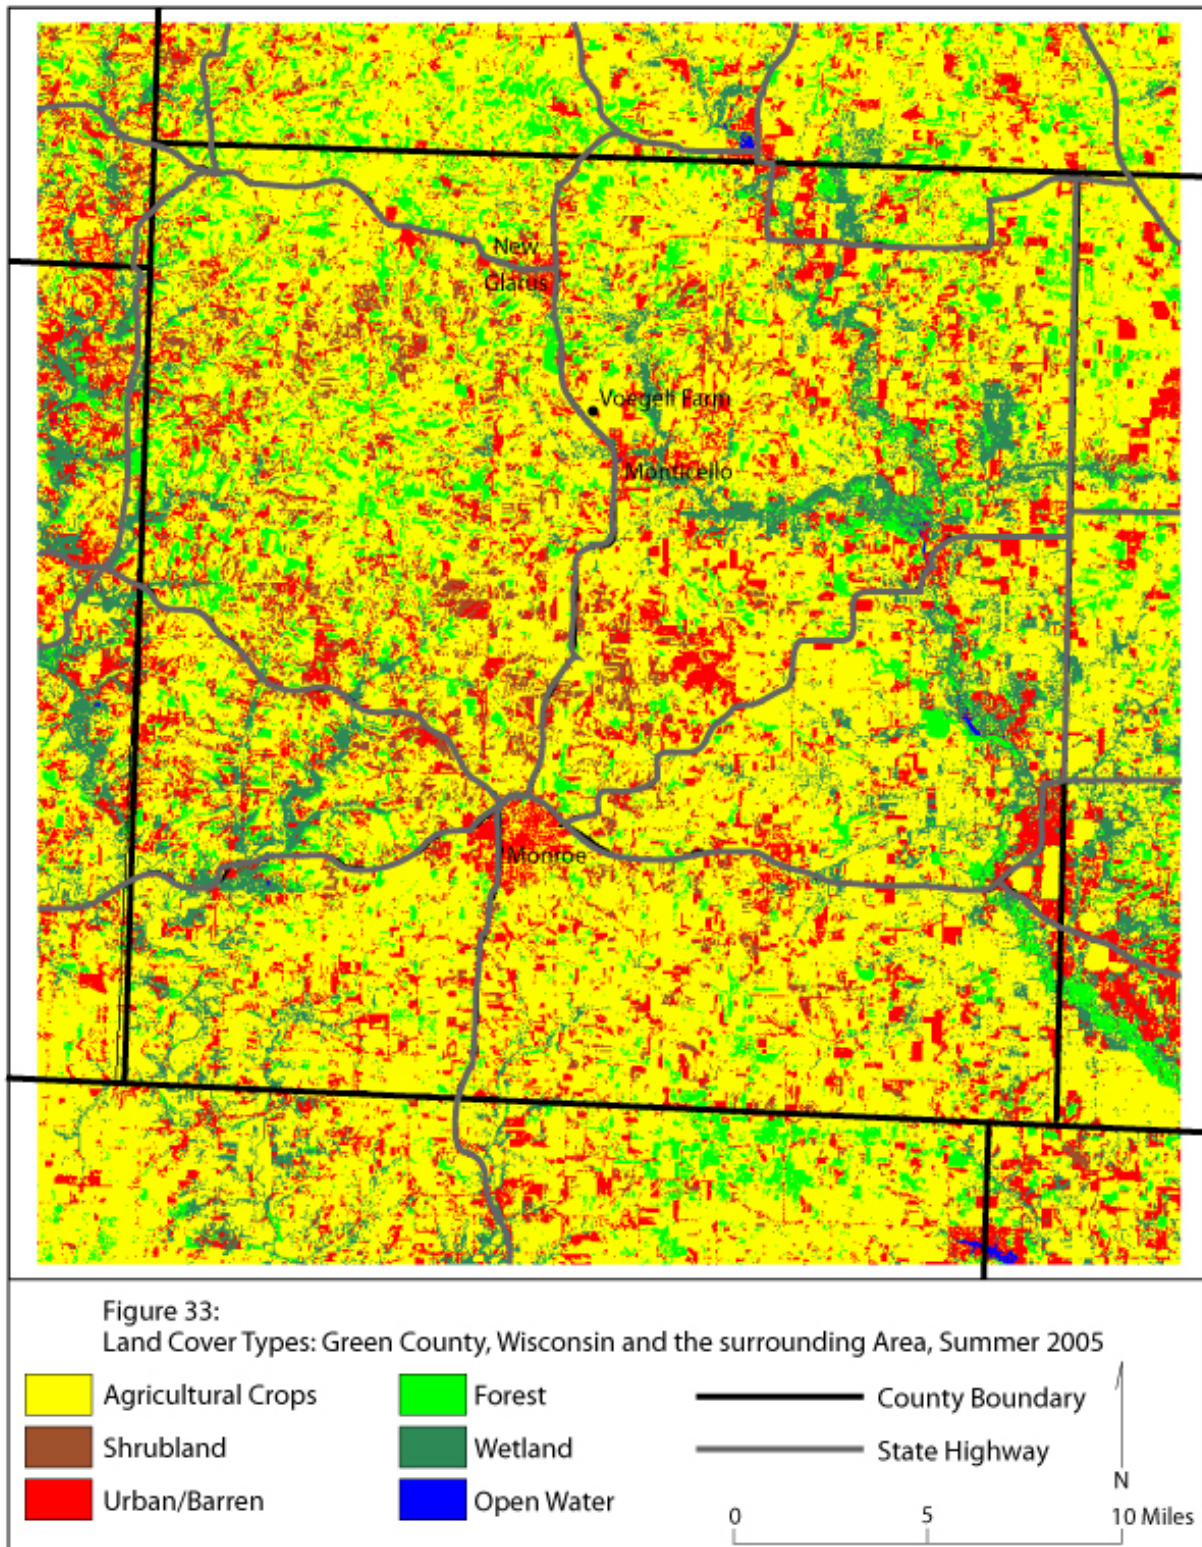 New
Glarus
Voegeli Farm
Monticello
Monroe
Figure 33:
Land Cover Types: Green County, Wisconsin and the surrounding Area, Summer 2005
Agricultural Crops
Forest
County Boundary
Shrubland
Wetland
State Highway
Urban/Barren
Open Water
N
0 5 10 Miles